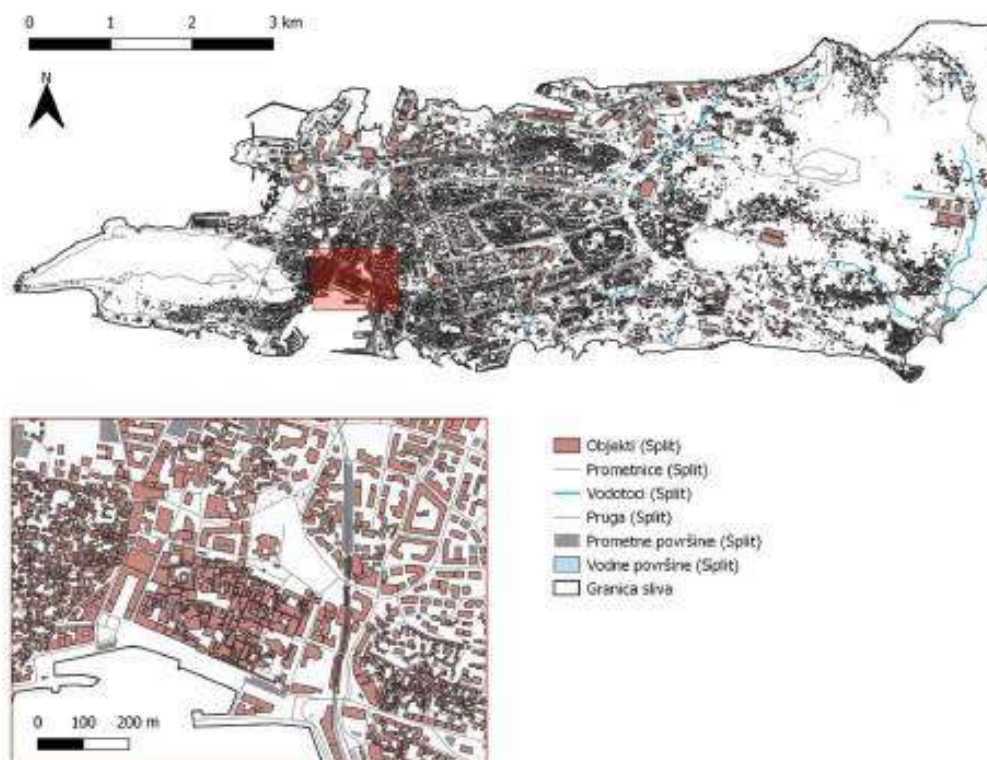 0 1 2 3 km
N
Objekti (Split)
Prometnice (Split)
Vodotoci (Split)
Pruga (Split)
Prometne površine (Split)
Vodne površine (Split)
Granica sliva
0 100 200 m